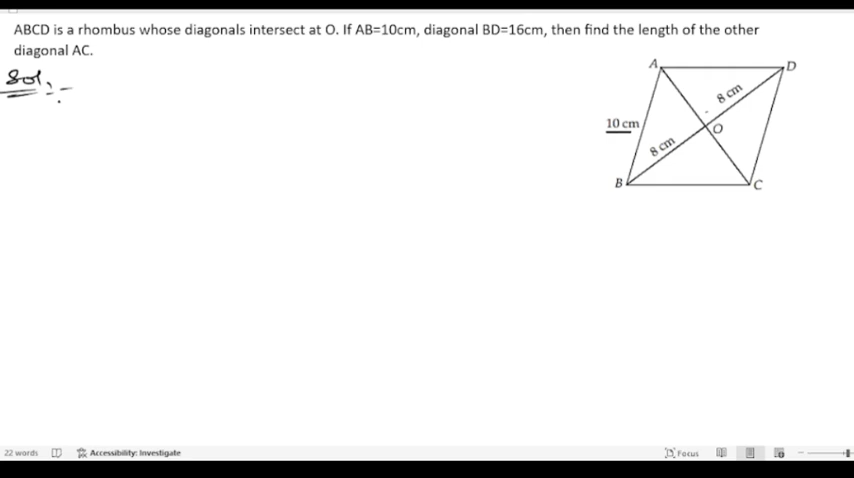 ABCD is a rhombus whose diagonals intersect at O. If AB=10cm, diagonal BD=16cm, then find the length of the other
diagonal AC.
Sol:-
A
D
8 cm
10 cm
O
8 cm
B
C
22 words
Accessibility: Investigate
Focus